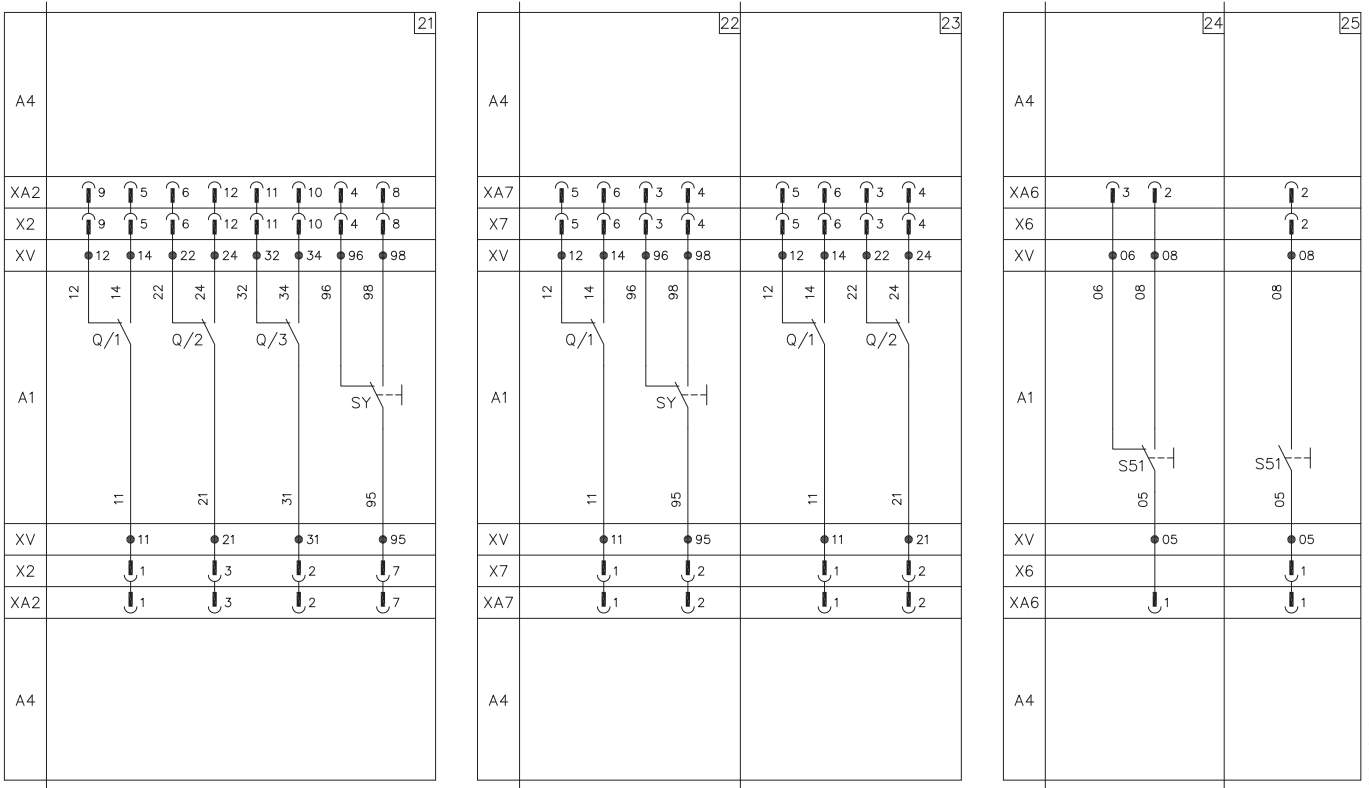 21 22 23 24 25
A4 A4 A4
XA2 9 5 6 12 11 10 4 8 XA7 5 6 3 4 5 6 3 4 XA6 3 2 2
X2 9 5 6 12 11 10 4 8 X7 5 6 3 4 5 6 3 4 X6 2
XV 12 14 22 24 32 34 96 98 XV 12 14 96 98 12 14 22 24 XV 06 08 08
12 14 22 24 32 34 96 98 12 14 96 98 12 14 22 24 06 08 08
Q/1 Q/2 Q/3 Q/1 Q/1 Q/2
A1 SY A1 SY A1
S51 S51
11 21 31 95 11 95 11 21 05 05
XV 11 21 31 95 XV 11 95 11 21 XV 05 05
X2 1 3 2 7 X7 1 2 1 2 X6 1
XA2 1 3 2 7 XA7 1 2 1 2 XA6 1 1
A4 A4 A4